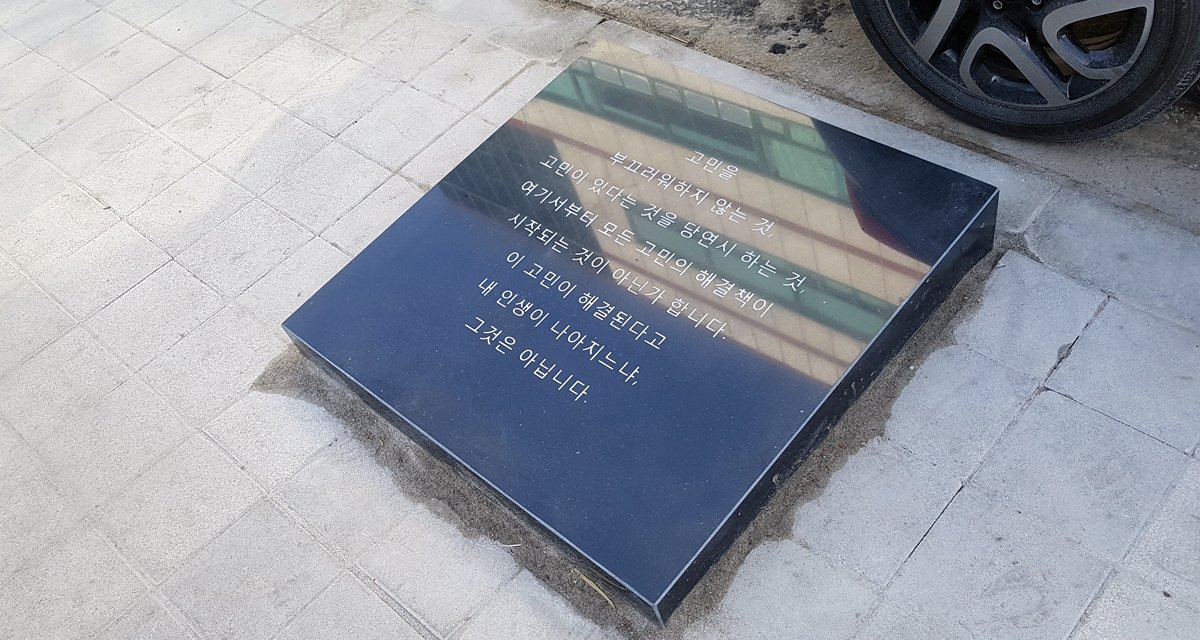 고민을
부끄러워하지 않는 것,
고민이 있다는 것을 당연시 하는 것,
여기서부터 모든 고민의 해결책이
시작되는 것이 아닌가 합니다.
이 고민이 해결된다고
내 인생이 나아지느냐,
그것은 아닙니다.